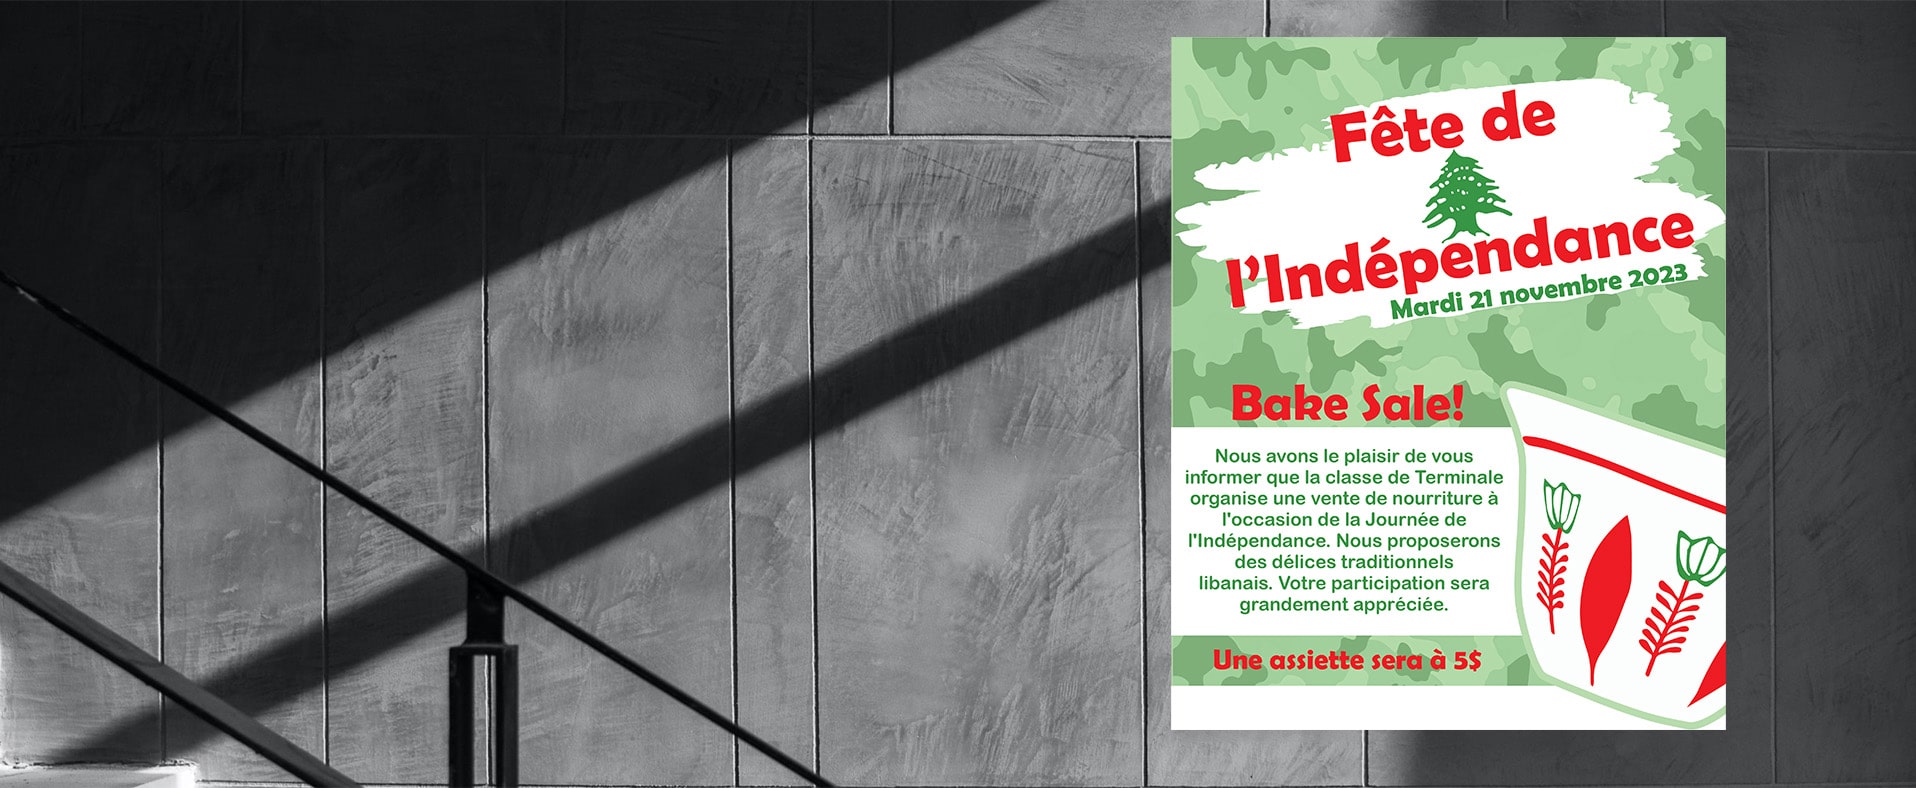 Fête de
l'Indépendance
Mardi 21 novembre 2023
Bake Sale!
Nous avons le plaisir de vous
informer que la classe de Terminale
organise une vente de nourriture à
l'occasion de la Journée de
l'Indépendance. Nous proposerons
des délices traditionnels
libanais. Votre participation sera
grandement appréciée.
Une assiette sera à 5$